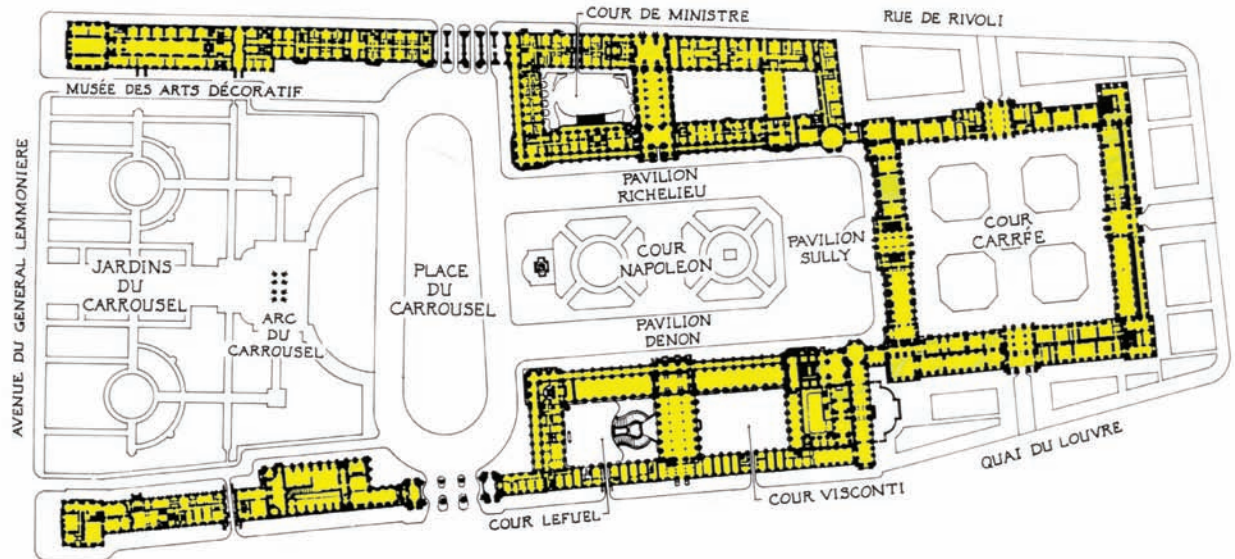 COUR DE MINISTRE
RUE DE RIVOLI
MUSÉE DES ARTS DÉCORATIF
AVENUE DU GENERAL LEMMONIERE
PAVILION
RICHELIEU
COUR
NAPOLEON
PAVILION
SULLY
COUR
CARRÉE
JARDINS
DU
CARROUSEL
ARC
DU
CARROUSEL
PLACE
DU
CARROUSEL
PAVILION
DENON
QUAI DU LOUVRE
COUR VISCONTI
COUR LEFUEL